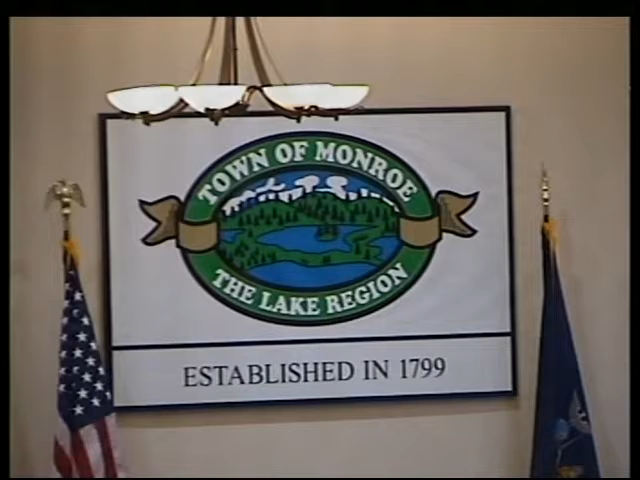 TOWN OF MONROE
THE LAKE REGION
ESTABLISHED IN 1799